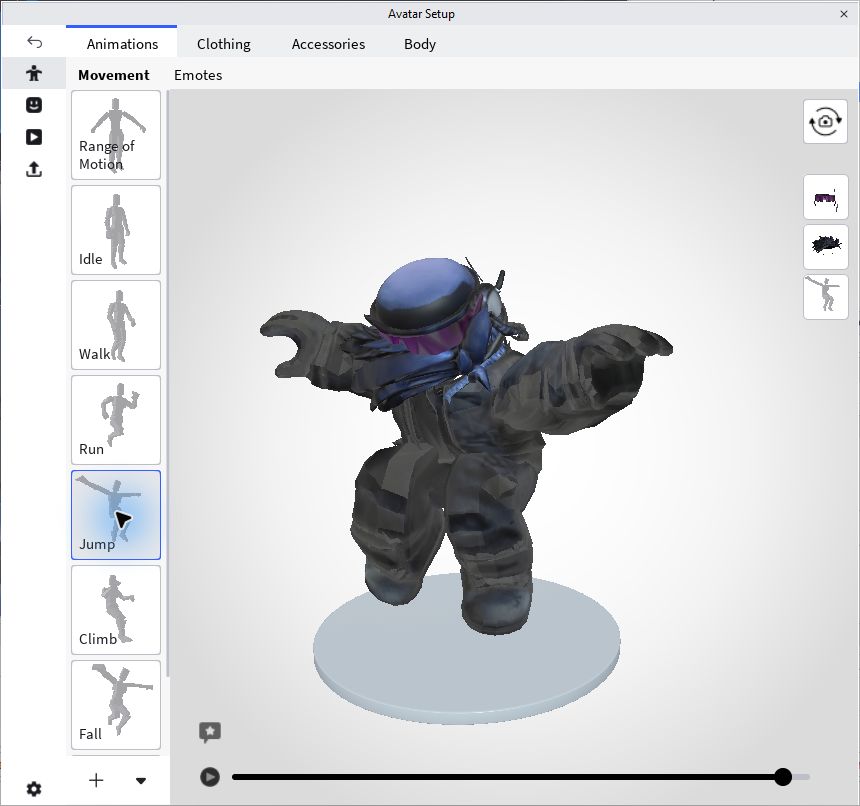 Avatar Setup
Animations
Clothing
Accessories
Body
Movement
Emotes
Range of
Motion
Idle
Walk
Run
Jump
Climb
Fall